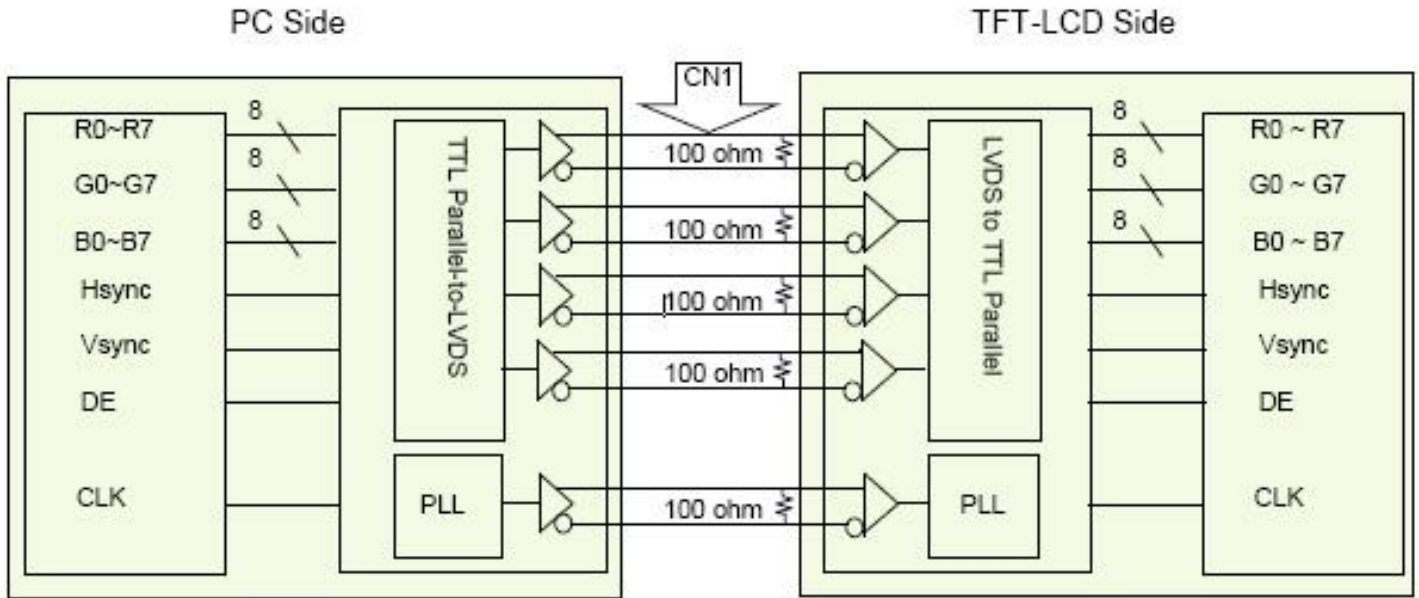 PC Side
TFT-LCD Side
CN1
R0~R7
8
G0~G7
8
B0~B7
8
Hsync
Vsync
DE
CLK
TTL Parallel-to-LVDS
PLL
100 ohm
100 ohm
100 ohm
100 ohm
100 ohm
LVDS to TTL Parallel
PLL
8
R0 ~ R7
8
G0 ~ G7
8
B0 ~ B7
Hsync
Vsync
DE
CLK